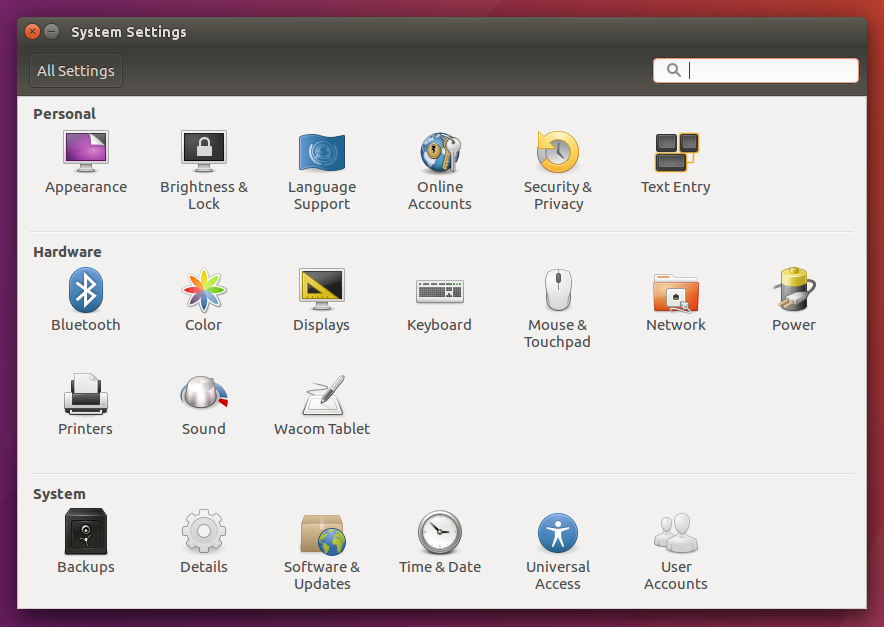 System Settings
All Settings
Personal
Appearance
Brightness &
Lock
Language
Support
Online
Accounts
Security &
Privacy
Text Entry
Hardware
Bluetooth
Color
Displays
Keyboard
Mouse &
Touchpad
Network
Power
Printers
Sound
Wacom Tablet
System
Backups
Details
Software &
Updates
Time & Date
Universal
Access
User
Accounts